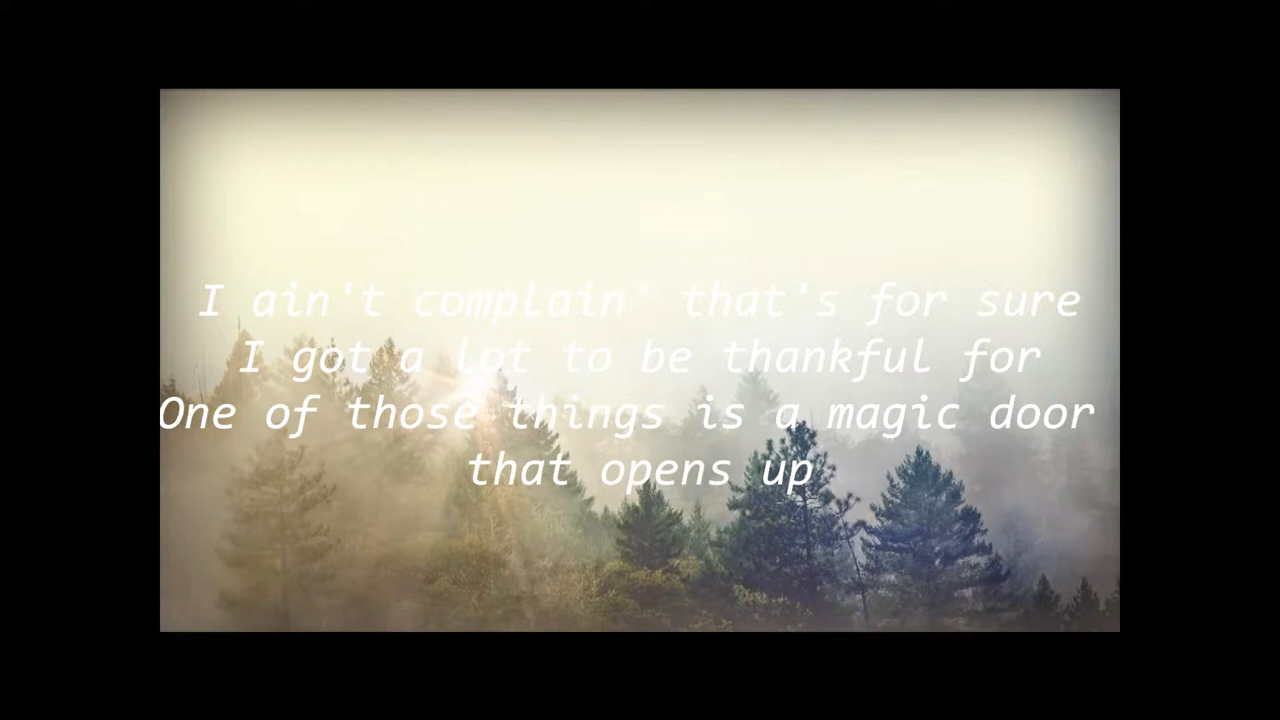 I ain't complain' that's for sure
I got a lot to be thankful for
One of those things is a magic door
that opens up